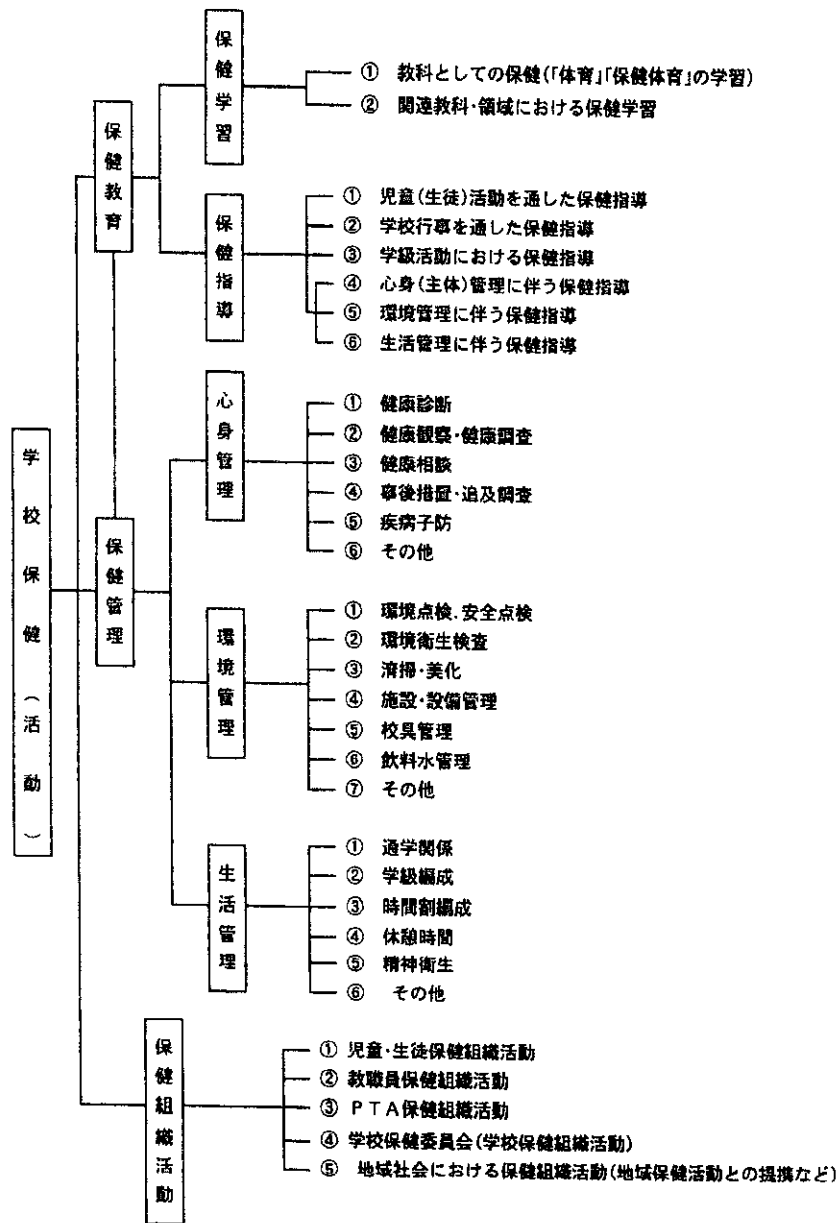 学校保健（活動）
保健教育
保健学習
① 教科としての保健(「体育」「保健体育」の学習)
② 関連教科・領域における保健学習
保健指導
① 児童(生徒)活動を通した保健指導
② 学校行事を通した保健指導
③ 学級活動における保健指導
④ 心身(主体)管理に伴う保健指導
⑤ 環境管理に伴う保健指導
⑥ 生活管理に伴う保健指導
保健管理
心身管理
① 健康診断
② 健康観察・健康調査
③ 健康相談
④ 事後措置・追及調査
⑤ 疾病子防
⑥ その他
環境管理
① 環境点検.安全点検
② 環境衛生検査
③ 清掃・美化
④ 施設・設備管理
⑤ 校具管理
⑥ 飲料水管理
⑦ その他
生活管理
① 通学関係
② 学級編成
③ 時間割編成
④ 休憩時間
⑤ 精神衛生
⑥ その他
保健組織活動
① 児童・生徒保健組織活動
② 教職員保健組織活動
③ PTA保健組織活動
④ 学校保健委員会(学校保健組織活動)
⑤ 地域社会における保健組織活動(地域保健活動との提携など)